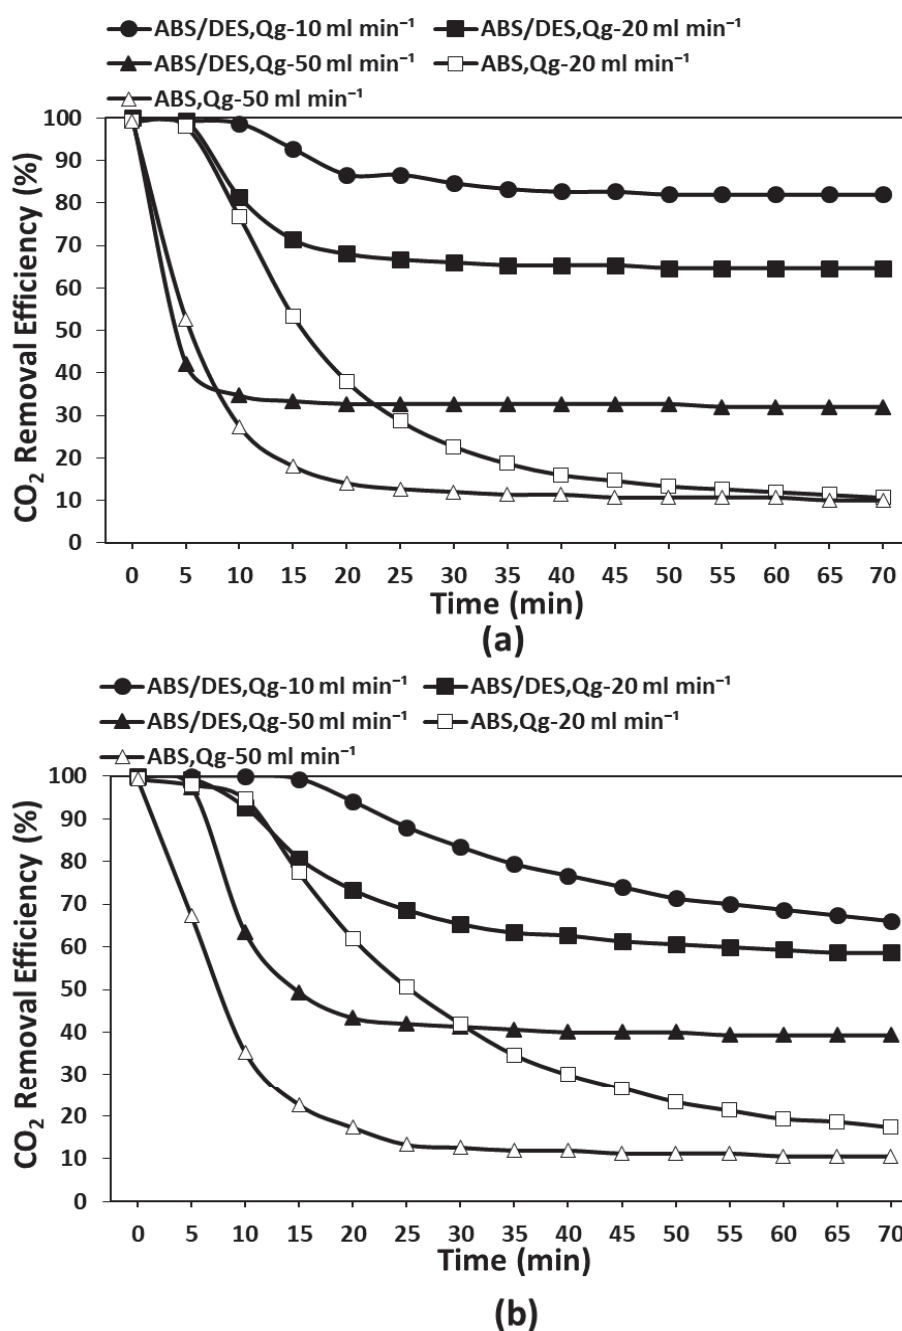 ABS/DES,Qg-10 ml min⁻¹ ABS/DES,Qg-20 ml min⁻¹
ABS/DES,Qg-50 ml min⁻¹ ABS,Qg-20 ml min⁻¹
ABS,Qg-50 ml min⁻¹
100
90
80
70
60
50
40
30
20
10
0
CO₂ Removal Efficiency (%)
0 5 10 15 20 25 30 35 40 45 50 55 60 65 70
Time (min)
(a)
ABS/DES,Qg-10 ml min⁻¹ ABS/DES,Qg-20 ml min⁻¹
ABS/DES,Qg-50 ml min⁻¹ ABS,Qg-20 ml min⁻¹
ABS,Qg-50 ml min⁻¹
100
90
80
70
60
50
40
30
20
10
0
CO₂ Removal Efficiency (%)
0 5 10 15 20 25 30 35 40 45 50 55 60 65 70
Time (min)
(b)